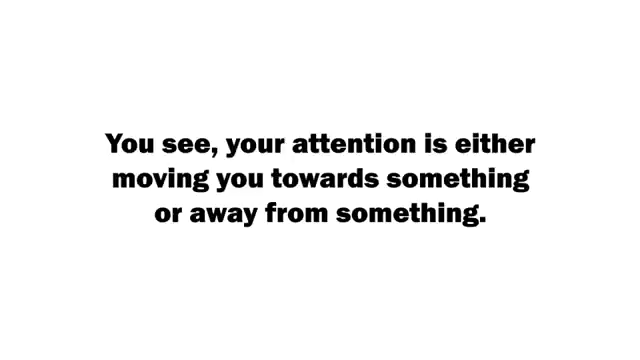 You see, your attention is either
moving you towards something
or away from something.